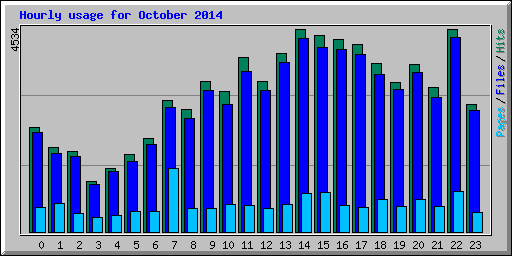 Hourly usage for October 2014
4534
Pages/Files/Hits
0 1 2 3 4 5 6 7 8 9 10 11 12 13 14 15 16 17 18 19 20 21 22 23